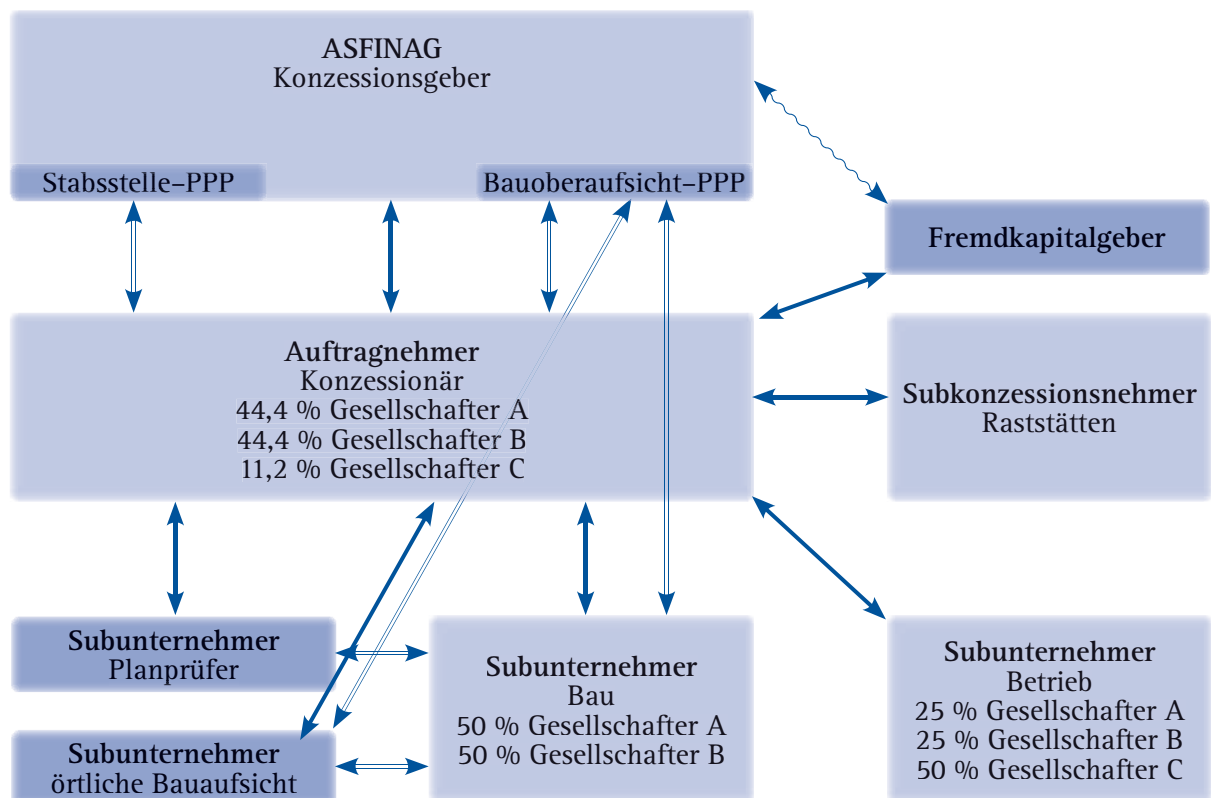 ASFINAG
Konzessionsgeber
Stabsstelle-PPP
Bauoberaufsicht-PPP
Fremdkapitalgeber
Auftragnehmer
Konzessionär
44,4 % Gesellschafter A
44,4 % Gesellschafter B
11,2 % Gesellschafter C
Subkonzessionsnehmer
Raststätten
Subunternehmer
Planprüfer
Subunternehmer
örtliche Bauaufsicht
Subunternehmer
Bau
50 % Gesellschafter A
50 % Gesellschafter B
Subunternehmer
Betrieb
25 % Gesellschafter A
25 % Gesellschafter B
50 % Gesellschafter C